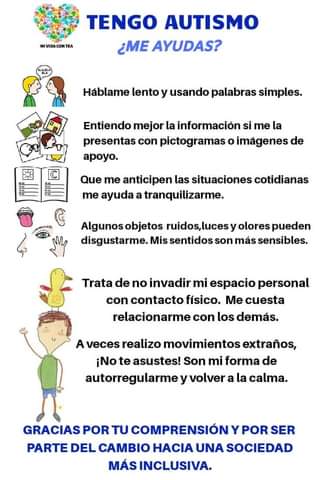 MI VIDA CON TEA
TENGO AUTISMO
¿ME AYUDAS?
Háblame lento y usando palabras simples.
Entiendo mejor la información si me la
presentas con pictogramas o imágenes de
apoyo.
Que me anticipen las situaciones cotidianas
me ayuda a tranquilizarme.
Algunos objetos ruidos,luces y olores pueden
disgustarme. Mis sentidos son más sensibles.
Trata de no invadir mi espacio personal
con contacto físico. Me cuesta
relacionarme con los demás.
A veces realizo movimientos extraños,
¡No te asustes! Son mi forma de
autorregularme y volver a la calma.
GRACIAS POR TU COMPRENSIÓN Y POR SER
PARTE DEL CAMBIO HACIA UNA SOCIEDAD
MÁS INCLUSIVA.